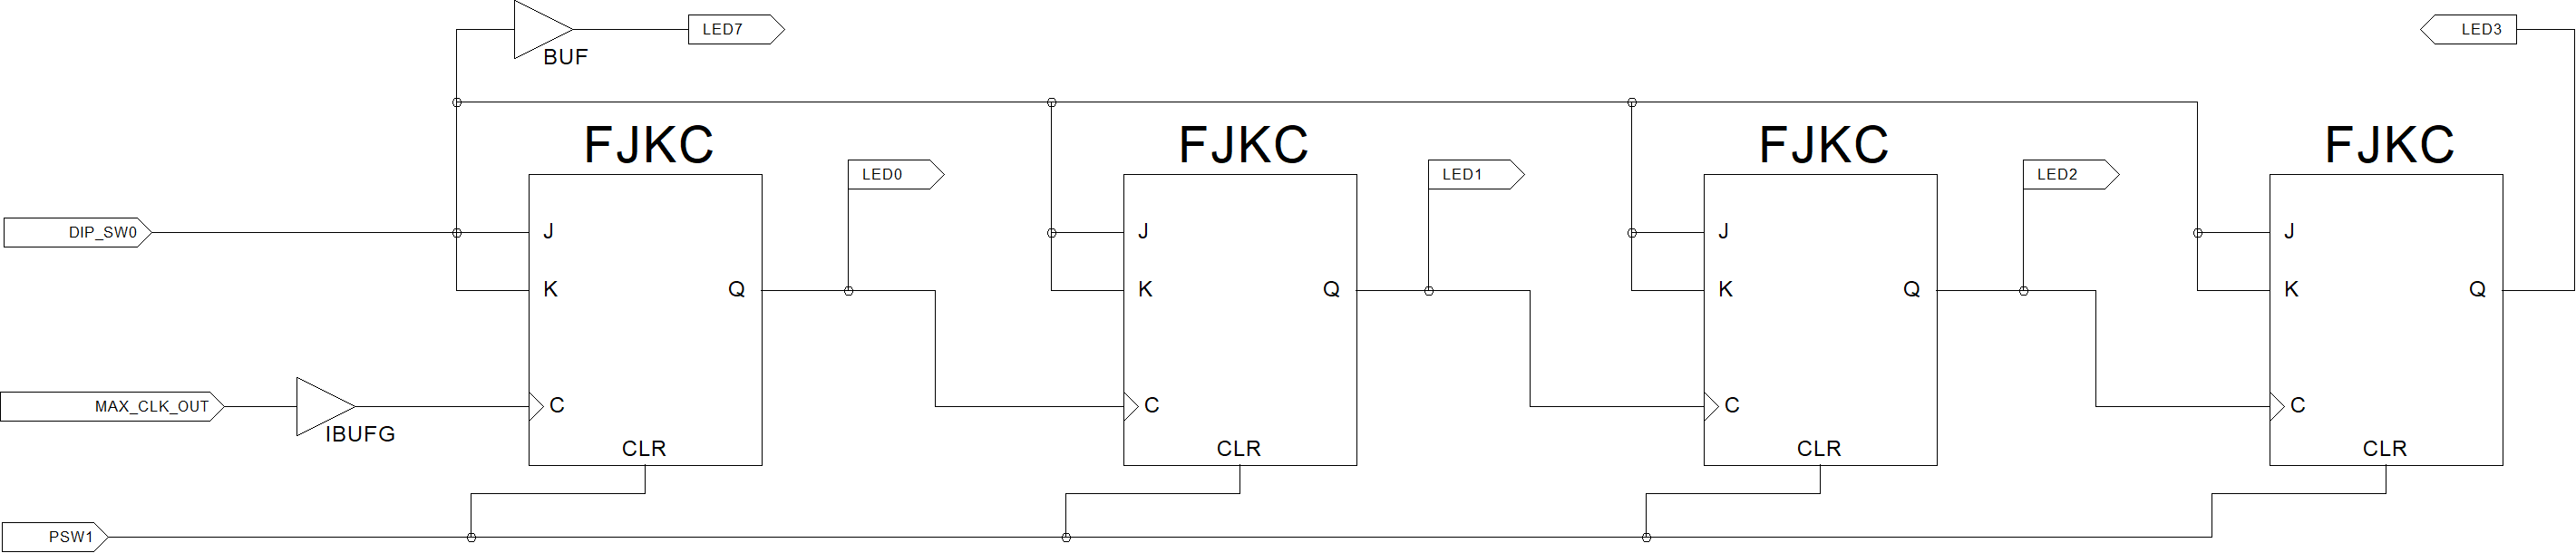 LED7
LED3
BUF
FJKC
FJKC
FJKC
FJKC
LED0
LED1
LED2
DIP_SW0
J
J
J
J
K
Q
K
Q
K
Q
K
Q
MAX_CLK_OUT
C
C
C
C
IBUFG
CLR
CLR
CLR
CLR
PSW1